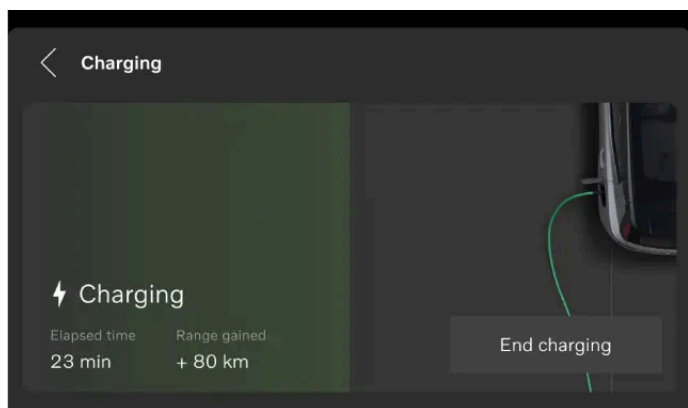 Charging
Charging
Elapsed time Range gained
23 min + 80 km
End charging